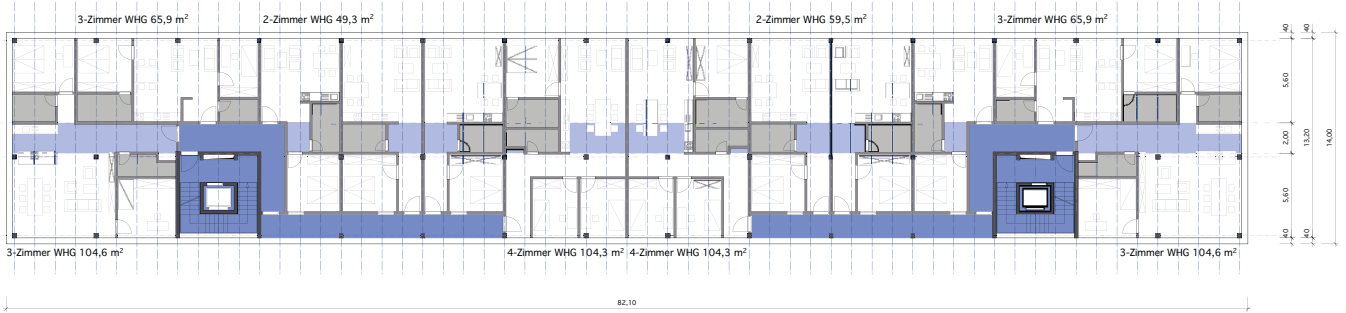 3-Zimmer WHG 65,9 m²
2-Zimmer WHG 49,3 m²
2-Zimmer WHG 59,5 m²
3-Zimmer WHG 65,9 m²
40
40
5,60
2,00
13,20
14,00
5,60
40
40
3-Zimmer WHG 104,6 m²
4-Zimmer WHG 104,3 m²
4-Zimmer WHG 104,3 m²
3-Zimmer WHG 104,6 m²
82,10